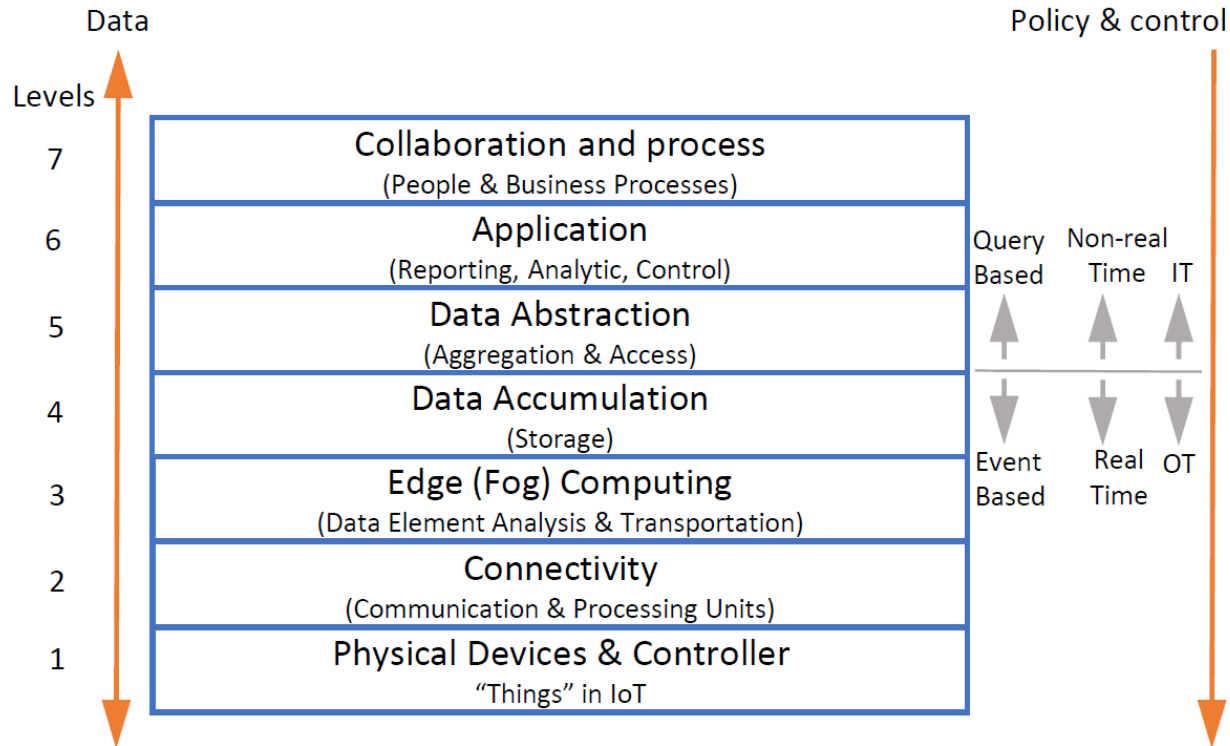 Data
Policy & control
Levels
7
Collaboration and process
(People & Business Processes)
6
Application
(Reporting, Analytic, Control)
Query
Based
Non-real
Time
IT
5
Data Abstraction
(Aggregation & Access)
4
Data Accumulation
(Storage)
Event
Based
Real
Time
OT
3
Edge (Fog) Computing
(Data Element Analysis & Transportation)
2
Connectivity
(Communication & Processing Units)
1
Physical Devices & Controller
“Things” in IoT